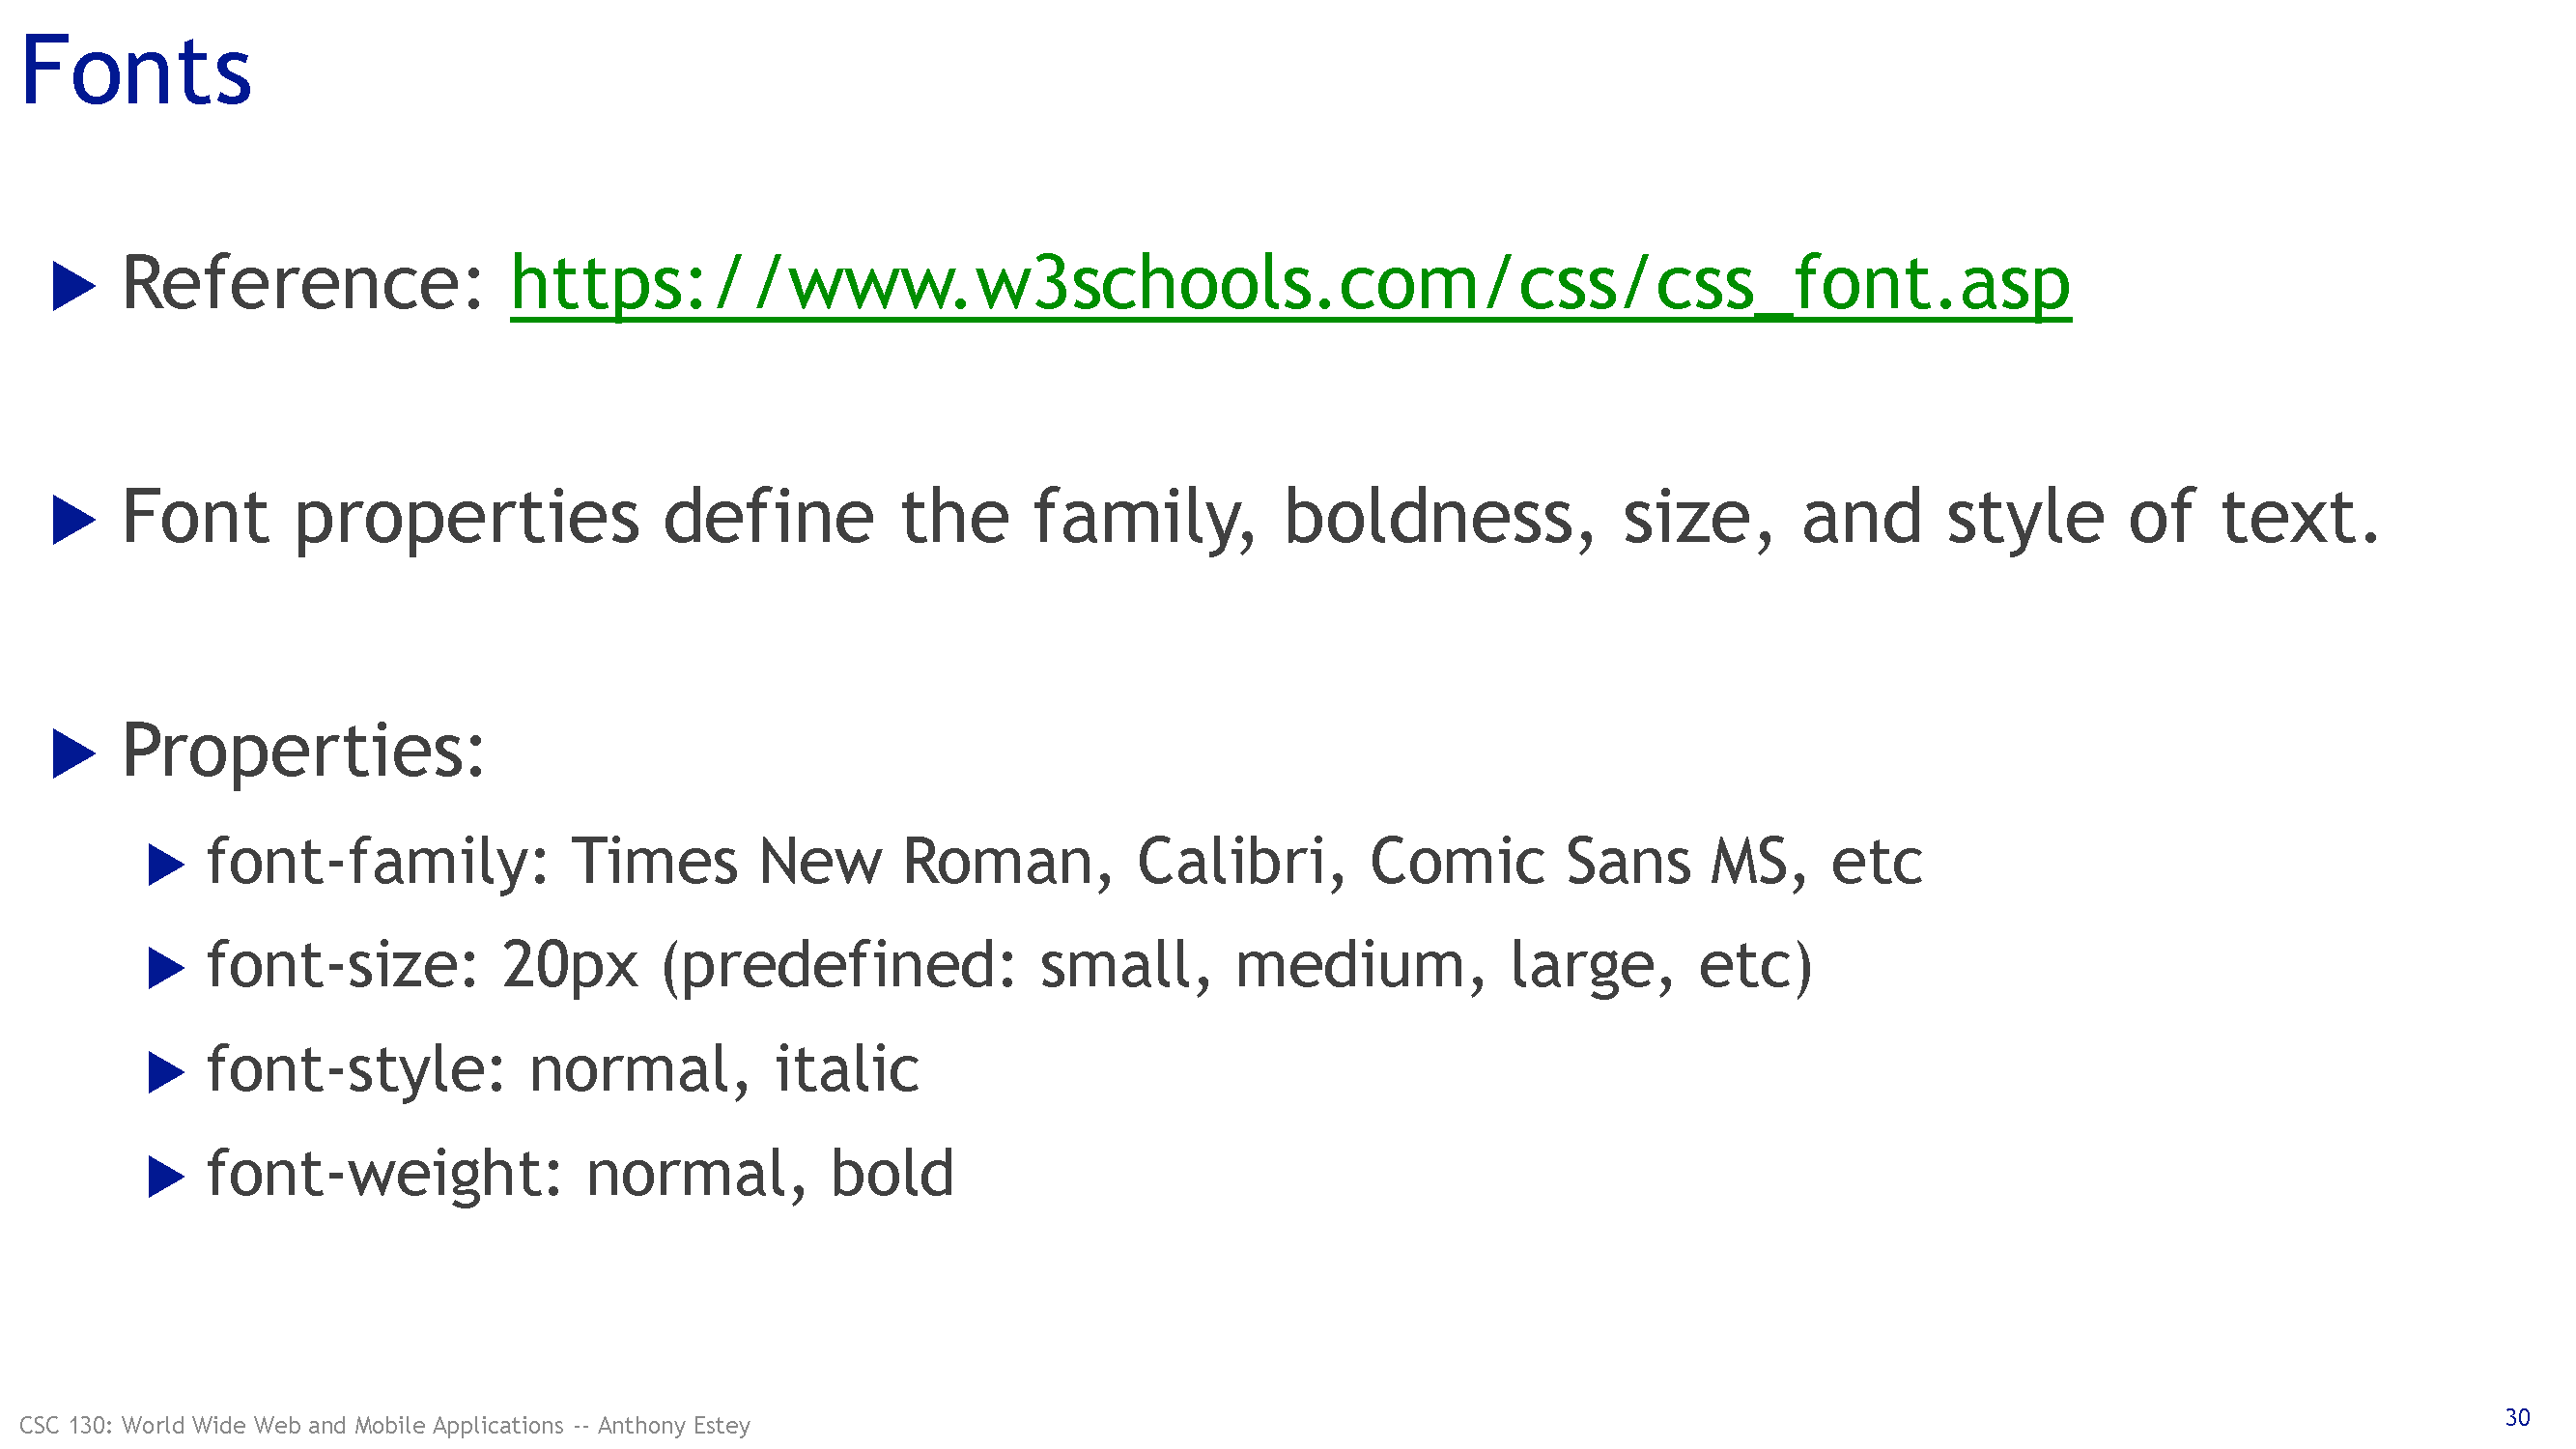 Fonts
Reference: https://www.w3schools.com/css/css_font.asp
Font properties define the family, boldness, size, and style of text.
Properties:
font-family: Times New Roman, Calibri, Comic Sans MS, etc
font-size: 20px (predefined: small, medium, large, etc)
font-style: normal, italic
font-weight: normal, bold
CSC 130: World Wide Web and Mobile Applications -- Anthony Estey
30